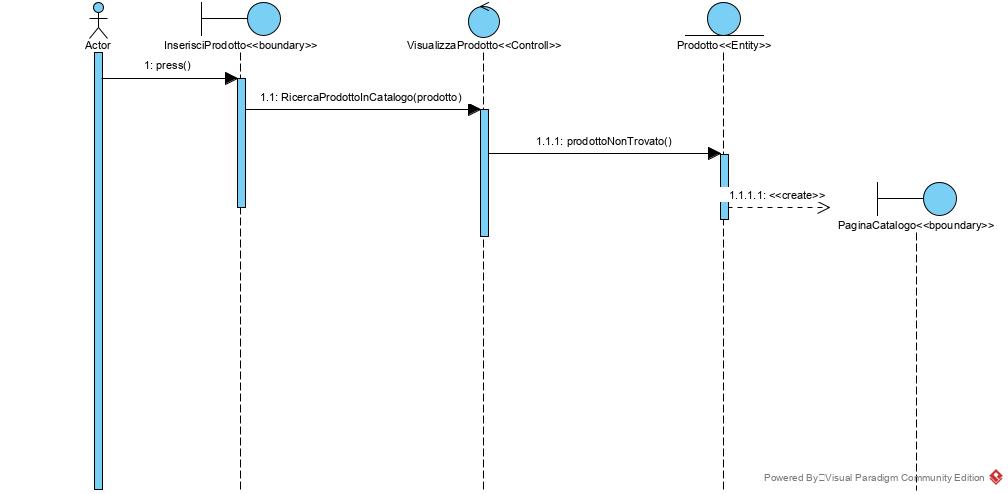 Actor
InserisciProdotto<<boundary>>
VisualizzaProdotto<<Controll>>
Prodotto<<Entity>>
1: press()
1.1: RicercaProdottoInCatalogo(prodotto)
1.1.1: prodottoNonTrovato()
1.1.1.1: <<create>>
PaginaCatalogo<<bpoundary>>
Powered By Visual Paradigm Community Edition